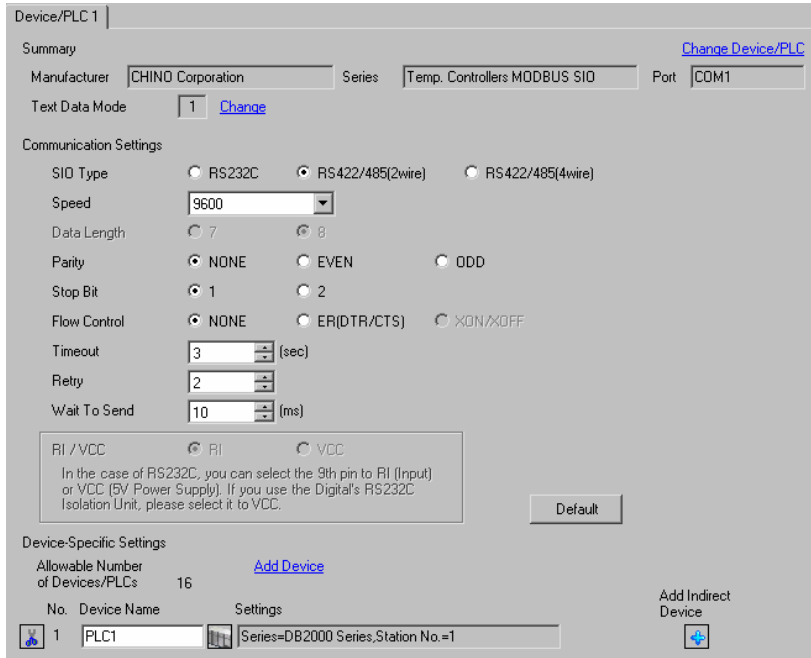 Device/PLC 1
Summary Change Device/PLC
Manufacturer CHINO Corporation Series Temp. Controllers MODBUS SIO Port COM1
Text Data Mode 1 Change
Communication Settings
SIO Type RS232C RS422/485(2wire) RS422/485(4wire)
Speed 9600
Data Length 7 8
Parity NONE EVEN ODD
Stop Bit 1 2
Flow Control NONE ER(DTR/CTS) XON/XOFF
Timeout 3 (sec)
Retry 2
Wait To Send 10 (ms)
RI / VCC RI VCC
In the case of RS232C, you can select the 9th pin to RI (Input)
or VCC (5V Power Supply). If you use the Digital's RS232C
Isolation Unit, please select it to VCC.
Default
Device-Specific Settings
Allowable Number
of Devices/PLCs 16 Add Device
Add Indirect
Device
No. Device Name Settings
1 PLC1 Series=DB2000 Series,Station No.=1